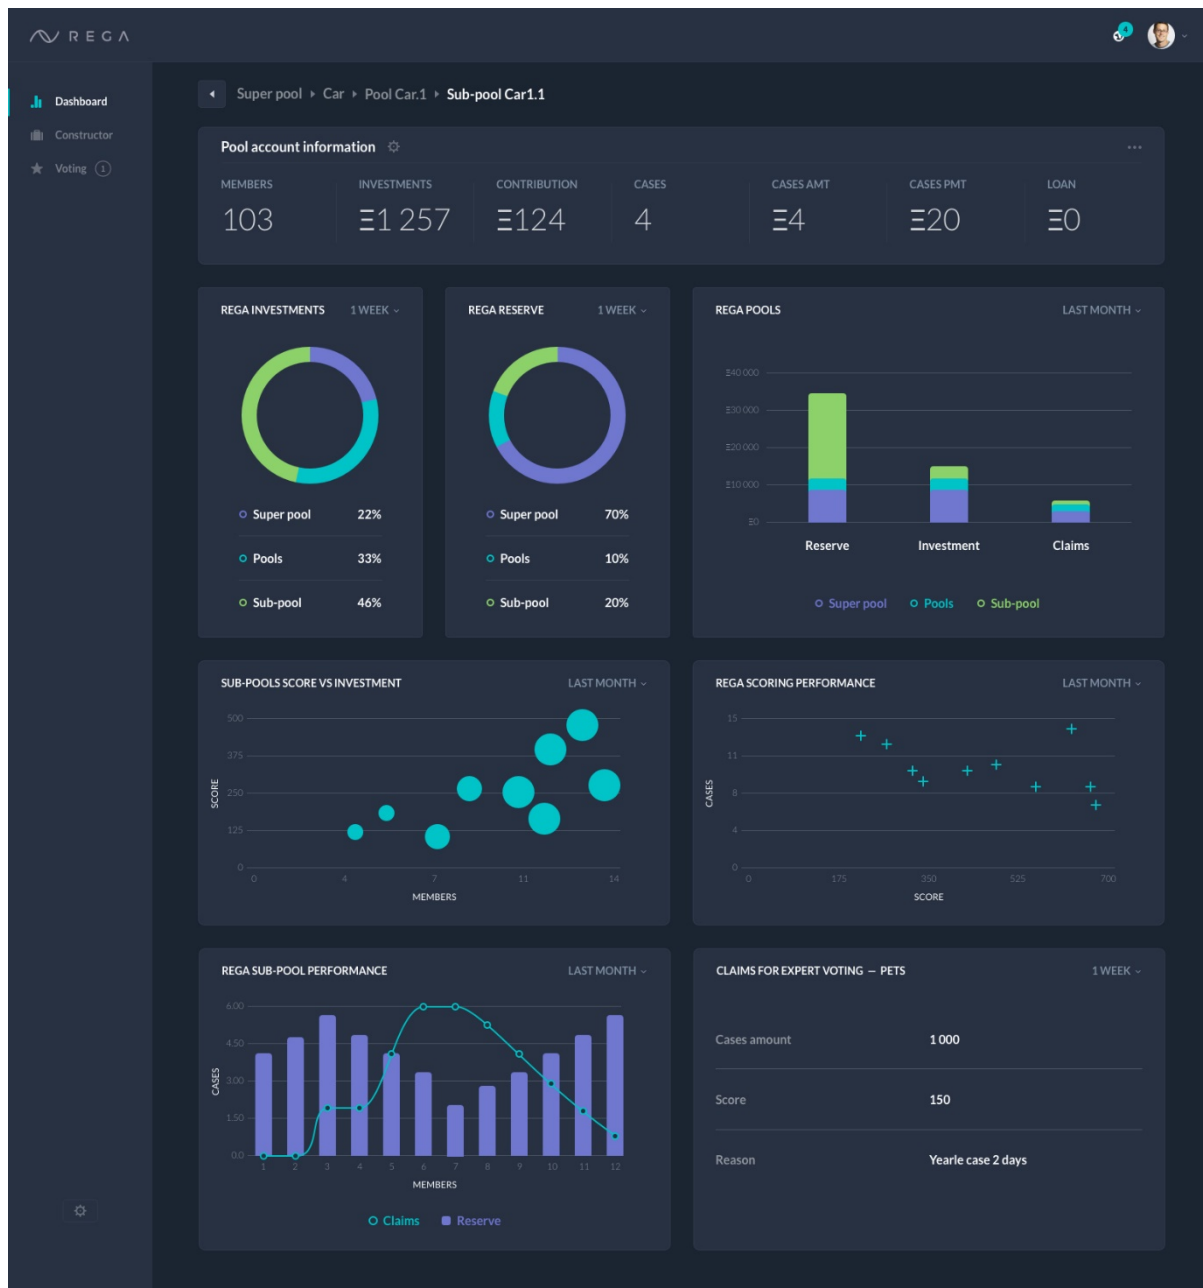 REGA
4
Dashboard
Constructor
Voting 1
Super pool Car Pool Car.1 Sub-pool Car1.1
Pool account information
MEMBERS INVESTMENTS CONTRIBUTION CASES CASES AMT CASES PMT LOAN
103 Ξ1 257 Ξ124 4 Ξ4 Ξ20 Ξ0
REGA INVESTMENTS 1 WEEK
Super pool 22%
Pools 33%
Sub-pool 46%
REGA RESERVE 1 WEEK
Super pool 70%
Pools 10%
Sub-pool 20%
REGA POOLS LAST MONTH
Ξ40 000
Ξ30 000
Ξ20 000
Ξ10 000
Ξ0
Reserve Investment Claims
Super pool Pools Sub-pool
SUB-POOLS SCORE VS INVESTMENT LAST MONTH
SCORE
500
375
250
125
0
0 4 7 11 14
MEMBERS
REGA SCORING PERFORMANCE LAST MONTH
CASES
15
11
8
4
0
0 175 350 525 700
SCORE
REGA SUB-POOL PERFORMANCE LAST MONTH
CASES
6.00
4.50
3.00
1.50
0.0
1 2 3 4 5 6 7 8 9 10 11 12
MEMBERS
Claims Reserve
CLAIMS FOR EXPERT VOTING — PETS 1 WEEK
Cases amount 1 000
Score 150
Reason Yearle case 2 days